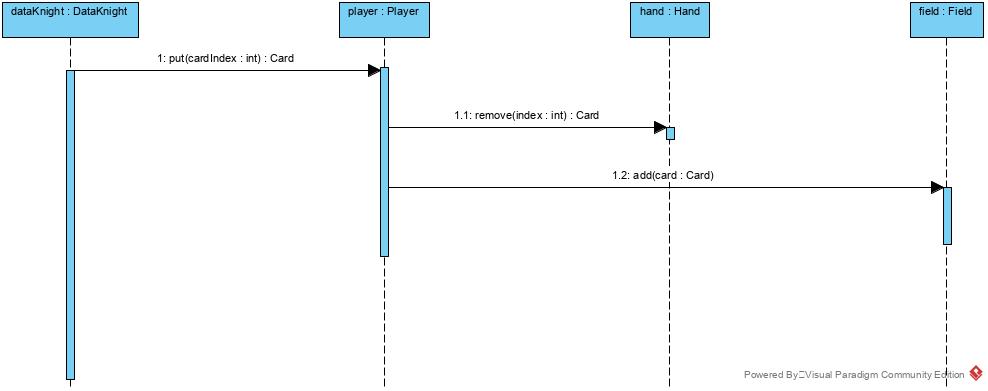 dataKnight : DataKnight
player : Player
hand : Hand
field : Field
1: put(cardIndex : int) : Card
1.1: remove(index : int) : Card
1.2: add(card : Card)
Powered By Visual Paradigm Community Edition